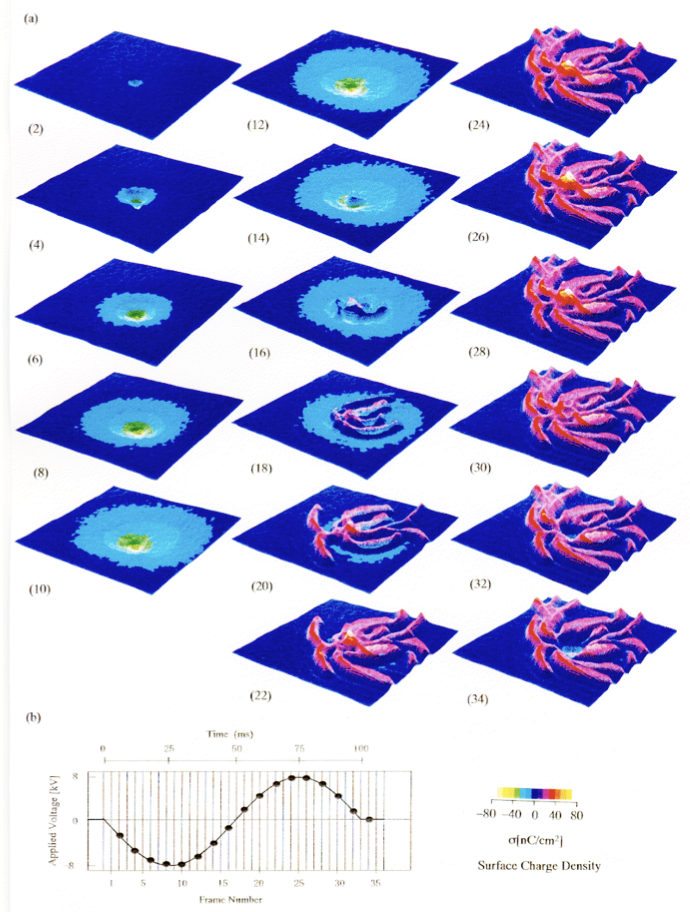 (a)
(2) (12) (24)
(4) (14) (26)
(6) (16) (28)
(8) (18) (30)
(10) (20) (32)
(22) (34)
(b)
Time (ms)
0 25 50 75 100
Applied Voltage [kV]
8
0
-8
1 5 10 15 20 25 30 35
Frame Number
−80 −40 0 40 80
σ[nC/cm²]
Surface Charge Density